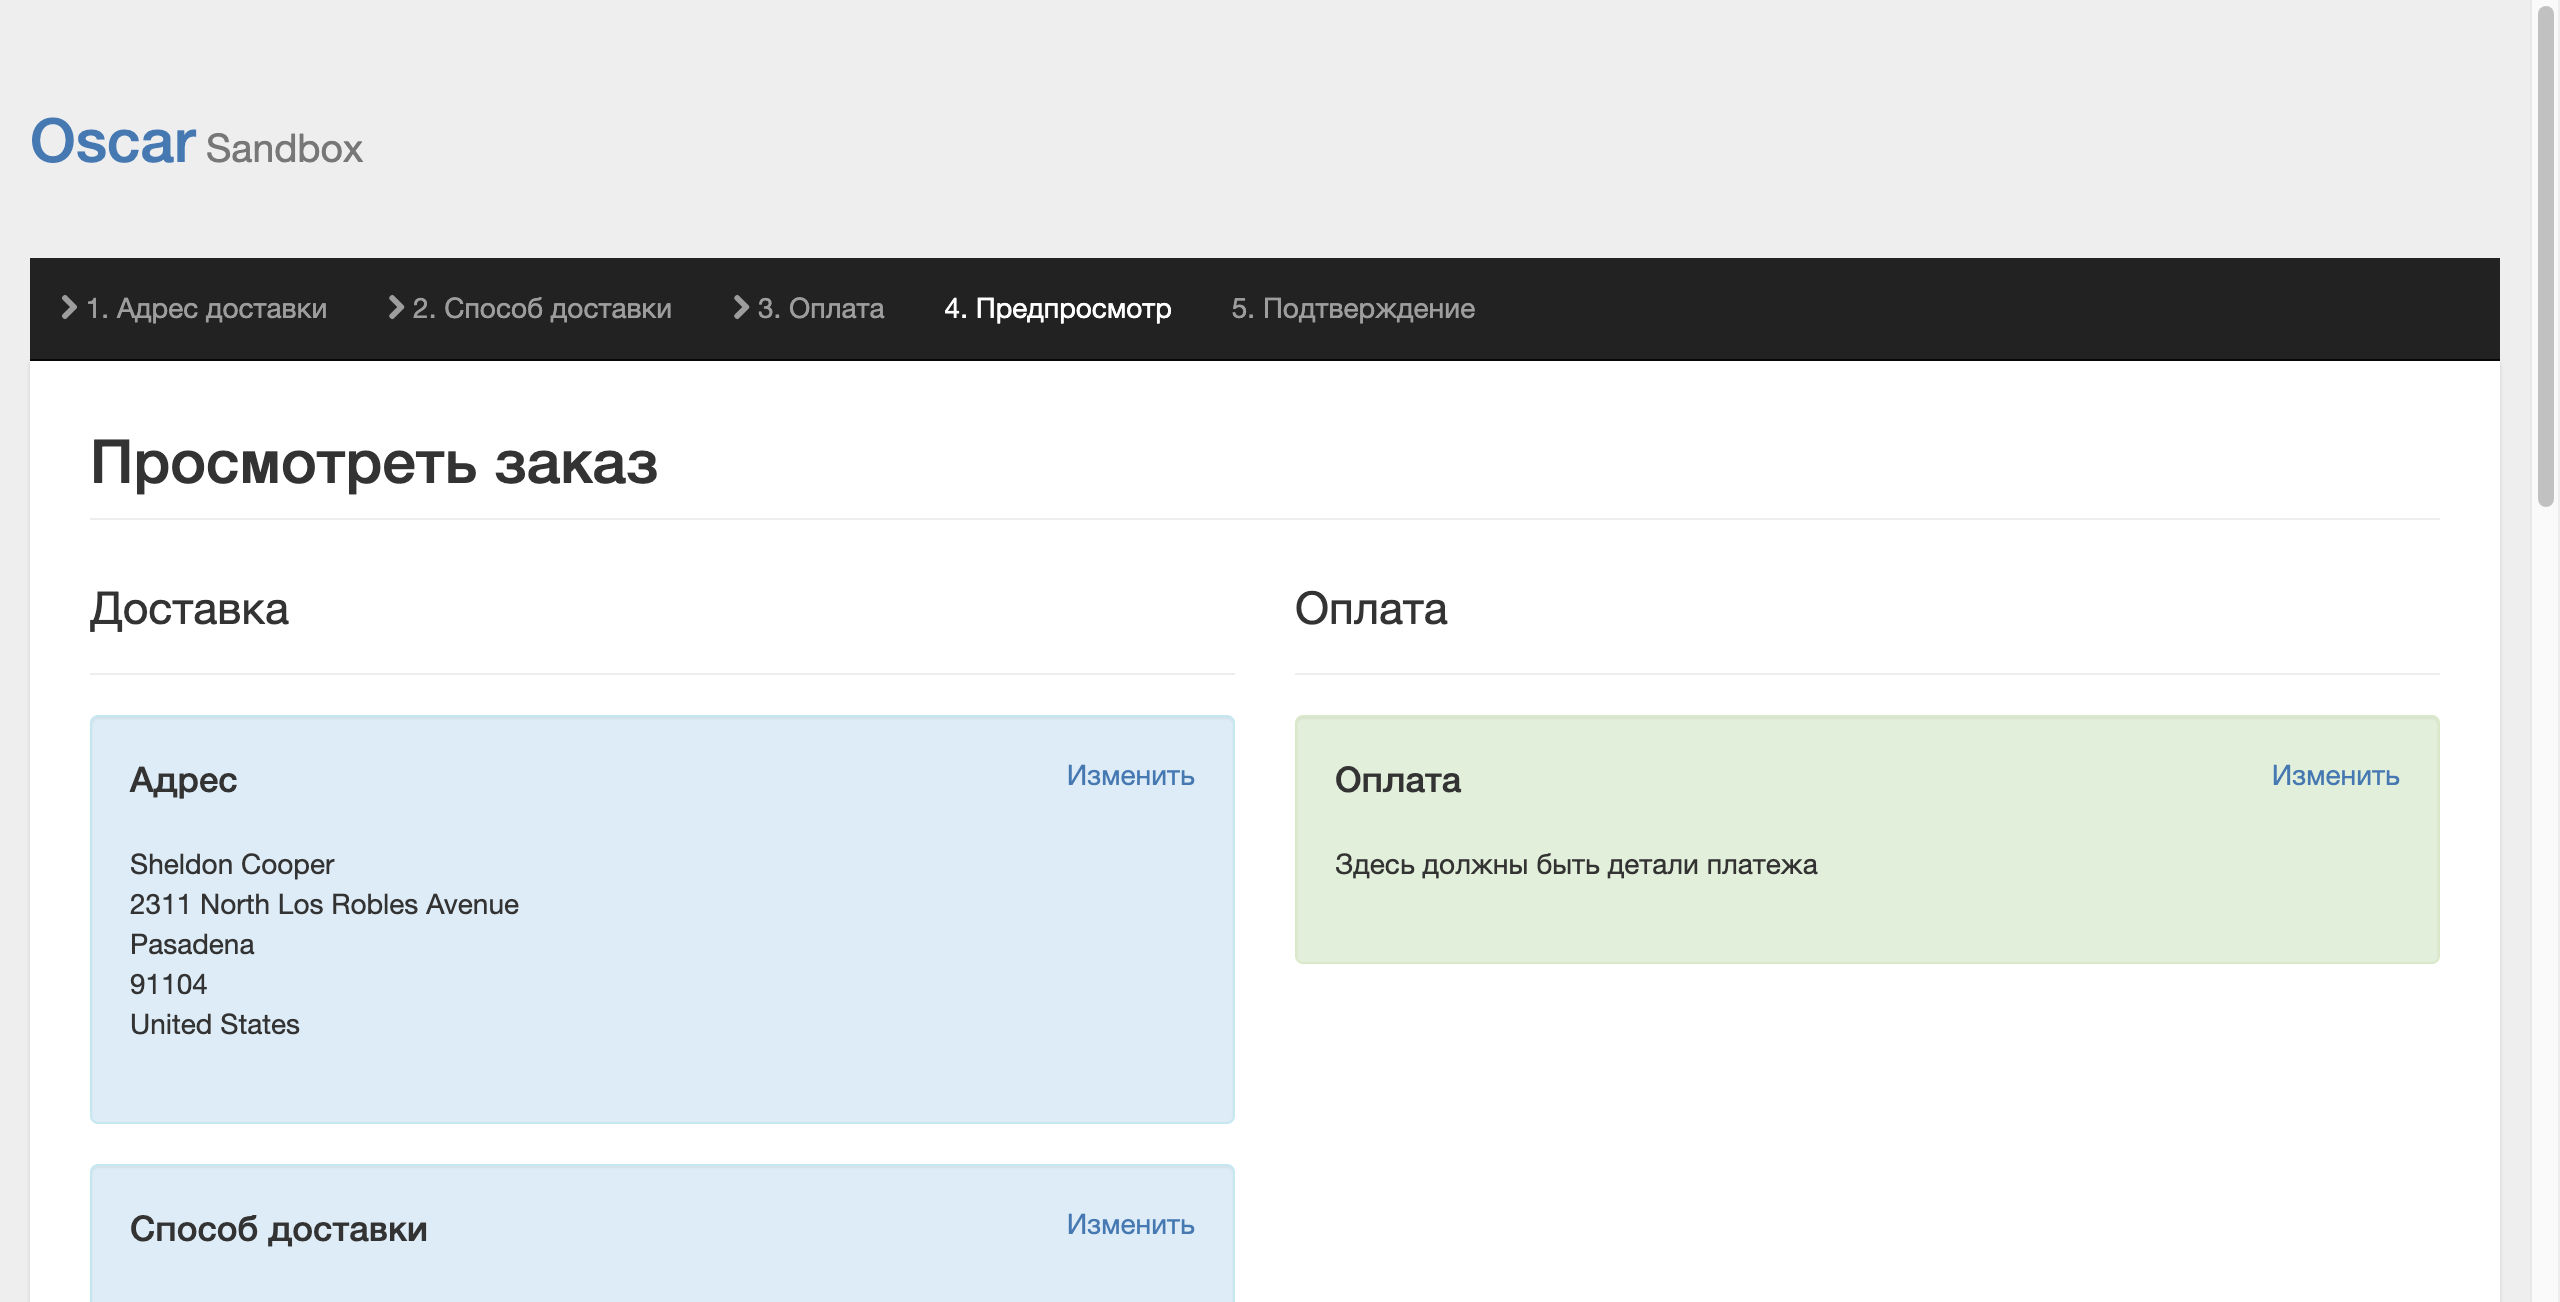 Oscar Sandbox
1. Адрес доставки 2. Способ доставки 3. Оплата 4. Предпросмотр 5. Подтверждение
Просмотреть заказ
Доставка
Адрес
Изменить
Sheldon Cooper
2311 North Los Robles Avenue
Pasadena
91104
United States
Способ доставки
Изменить
Оплата
Оплата
Изменить
Здесь должны быть детали платежа